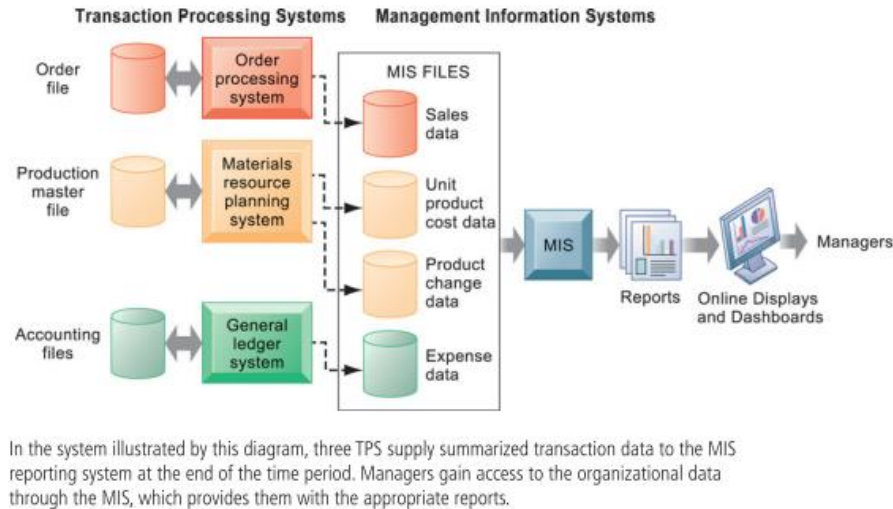 Transaction Processing Systems
Management Information Systems
Order
file
Order
processing
system
MIS FILES
Sales
data
Production
master
file
Materials
resource
planning
system
Unit
product
cost data
Product
change
data
MIS
Reports
Online Displays
and Dashboards
Managers
Accounting
files
General
ledger
system
Expense
data
In the system illustrated by this diagram, three TPS supply summarized transaction data to the MIS
reporting system at the end of the time period. Managers gain access to the organizational data
through the MIS, which provides them with the appropriate reports.